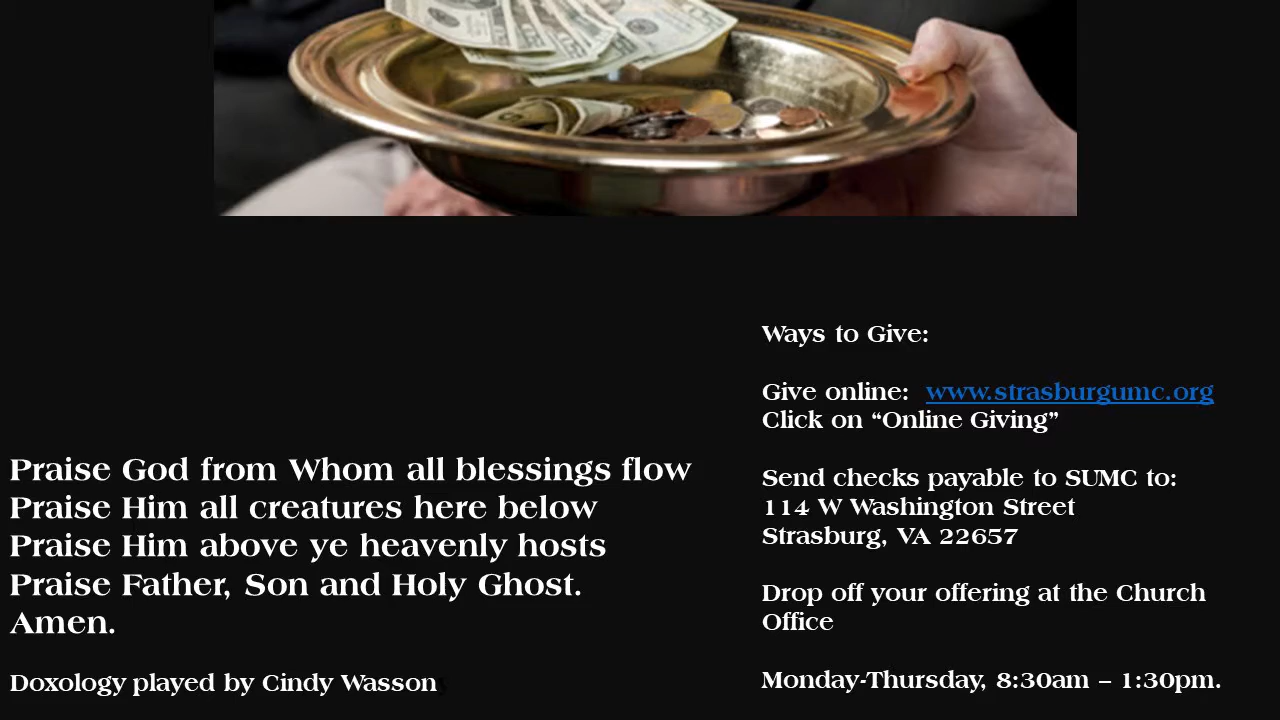 Praise God from Whom all blessings flow
Praise Him all creatures here below
Praise Him above ye heavenly hosts
Praise Father, Son and Holy Ghost.
Amen.
Doxology played by Cindy Wasson
Ways to Give:
Give online: www.strasburgumc.org
Click on “Online Giving”
Send checks payable to SUMC to:
114 W Washington Street
Strasburg, VA 22657
Drop off your offering at the Church
Office
Monday-Thursday, 8:30am – 1:30pm.